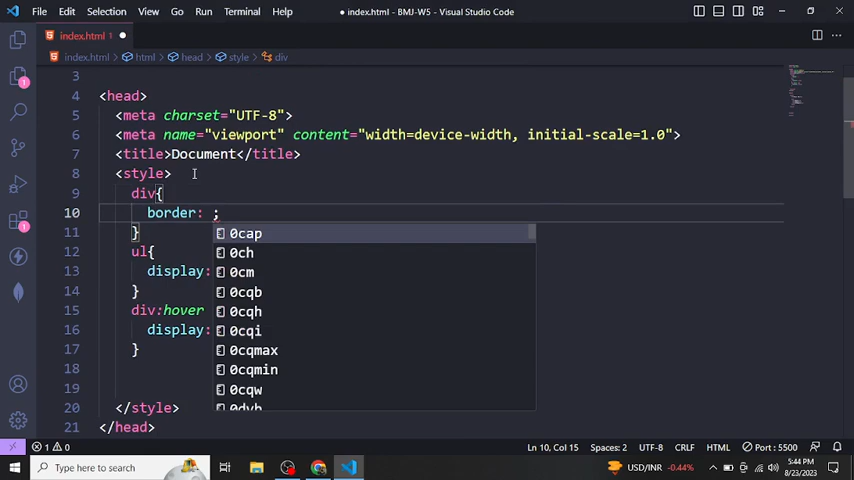 File Edit Selection View Go Run Terminal Help
● index.html - BMJ-W5 - Visual Studio Code
index.html 1 ●
index.html > html > head > style > div
3
4 <head>
5 <meta charset="UTF-8">
6 <meta name="viewport" content="width=device-width, initial-scale=1.0">
7 <title>Document</title>
8 <style>
9 div{
10 border: ;
11 }
0cap
12 ul{
0ch
13 display:
0cm
14 }
0cqb
15 div:hover
0cqh
16 display:
0cqi
17 }
0cqmax
18
0cqmin
19
0cqw
20 </style>
0dvh
21 </head>
1
1
1 0
Ln 10, Col 15 Spaces: 2 UTF-8 CRLF HTML Port : 5500
Type here to search
USD/INR -0.44%
5:44 PM
8/23/2023